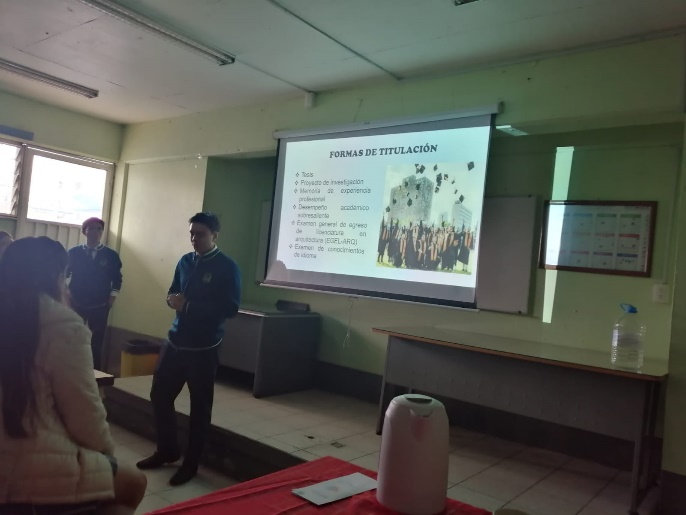 FORMAS DE TITULACIÓN
❖ Tesis
❖ Proyecto de investigación
❖ Memoria de experiencia
profesional
❖ Desempeño académico
sobresaliente
❖ Examen general de egreso
de licenciatura en
arquitectura (EGEL-ARQ)
❖ Examen de conocimientos
de idioma